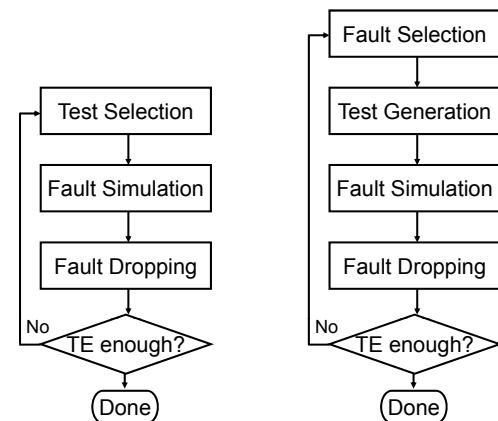 Test Selection
Fault Simulation
Fault Dropping
No
TE enough?
Done
Fault Selection
Test Generation
Fault Simulation
Fault Dropping
No
TE enough?
Done